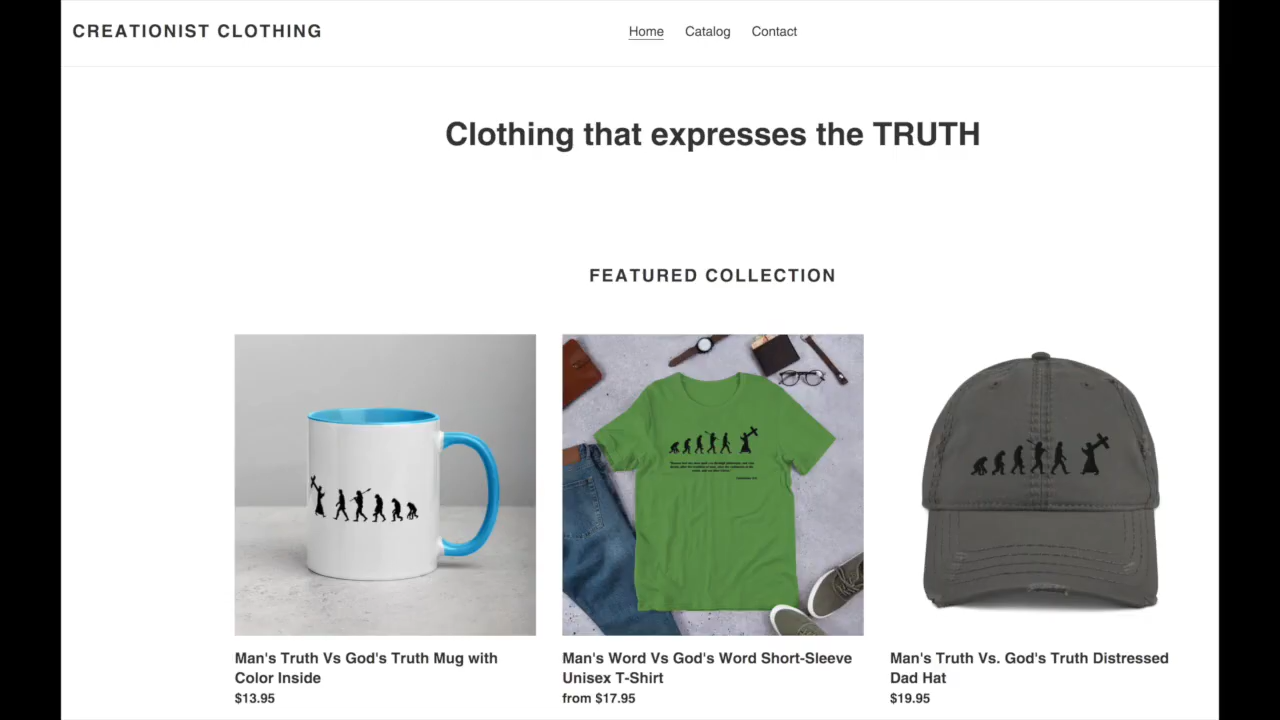 CREATIONIST CLOTHING
Home Catalog Contact
Clothing that expresses the TRUTH
FEATURED COLLECTION
Man's Truth Vs God's Truth Mug with
Color Inside
$13.95
Man's Word Vs God's Word Short-Sleeve
Unisex T-Shirt
from $17.95
Man's Truth Vs. God's Truth Distressed
Dad Hat
$19.95